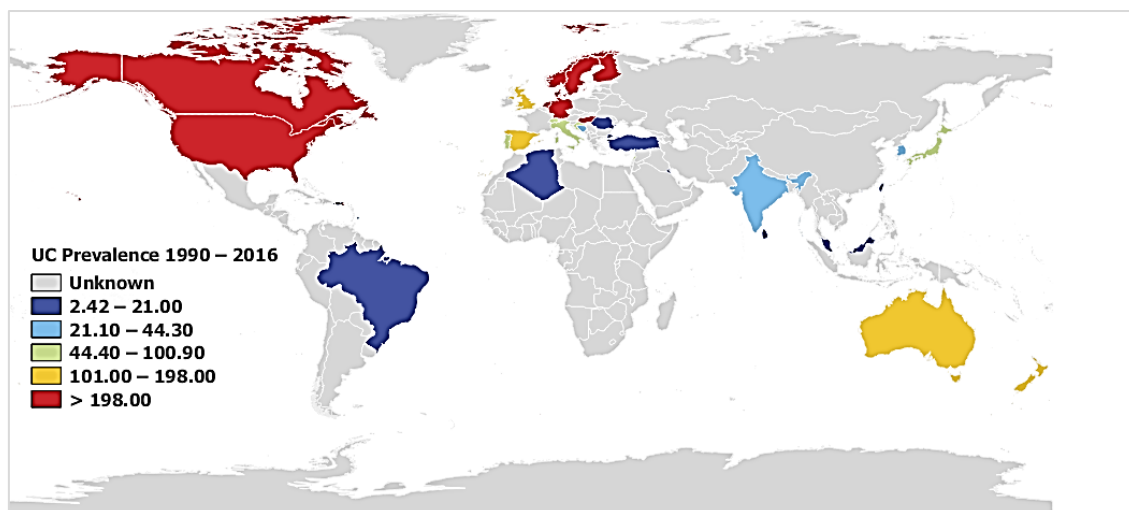 UC Prevalence 1990 – 2016
Unknown
2.42 – 21.00
21.10 – 44.30
44.40 – 100.90
101.00 – 198.00
> 198.00